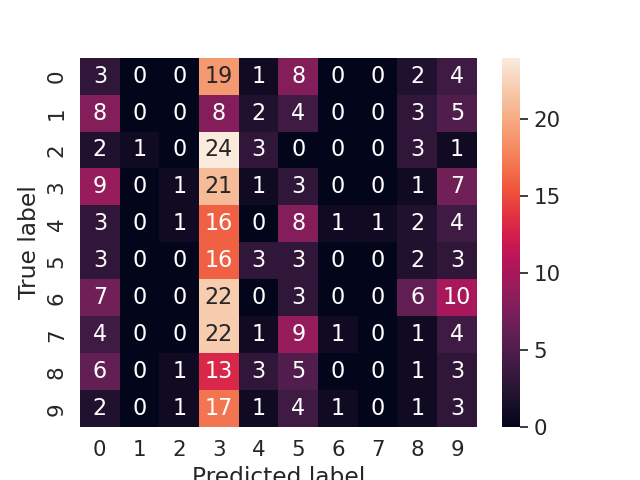 0 3 0 0 19 1 8 0 0 2 4
1 8 0 0 8 2 4 0 0 3 5
2 2 1 0 24 3 0 0 0 3 1
3 9 0 1 21 1 3 0 0 1 7
4 3 0 1 16 0 8 1 1 2 4
5 3 0 0 16 3 3 0 0 2 3
6 7 0 0 22 0 3 0 0 6 10
7 4 0 0 22 1 9 1 0 1 4
8 6 0 1 13 3 5 0 0 1 3
9 2 0 1 17 1 4 1 0 1 3
0 1 2 3 4 5 6 7 8 9
Predicted label
True label
20
15
10
5
0